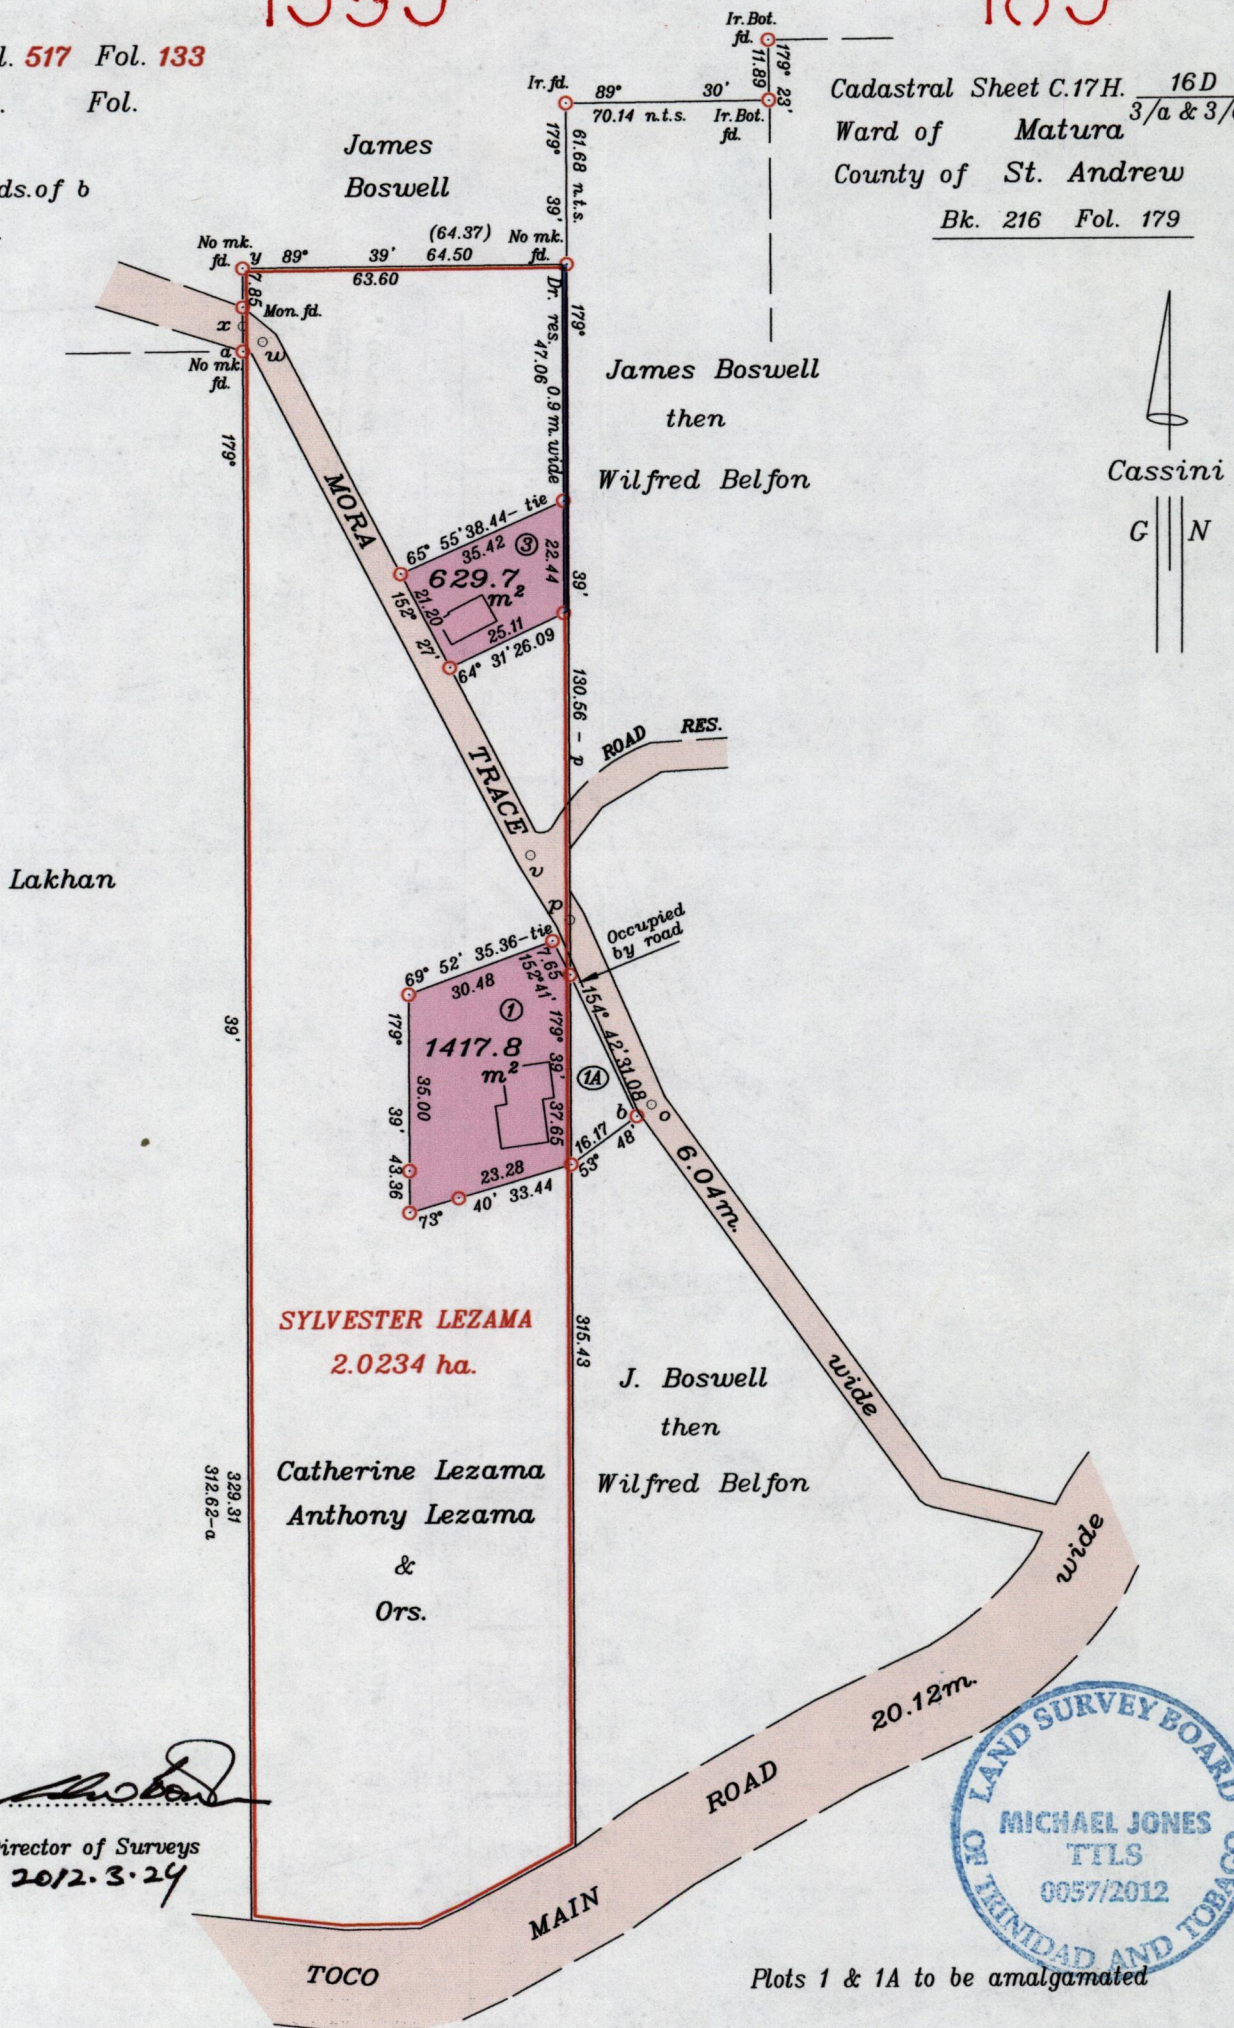 517 Fol. 133
Fol.
ds. of b
Ir. Bot.
fd.
179° 23'
11.89
Ir. fd.
89° 30'
70.14 n.t.s.
Ir. Bot.
fd.
Cadastral Sheet C.17H. 16D
3/a & 3/
Ward of Matura
County of St. Andrew
Bk. 216 Fol. 179
James
Boswell
179° 39'
61.68 n.t.s.
No mk.
fd.
y
89° 39' 64.50
(64.37)
63.60
No mk.
fd.
7.85
Mon. fd.
x
w
a
No mk.
fd.
179°
Dr. res. 0.9 m. wide
47.06
179°
James Boswell
then
Wilfred Belfon
Cassini
G N
MORA
65° 55' 38.44- tie
35.42
3
22.44
39'
629.7
m²
21.20
152° 27'
25.11
64° 31' 26.09
130.56 - p
ROAD RES.
TRACE
v
p
Lakhan
Occupied
by road
69° 52' 35.36-tie
30.48
7.65
152° 41'
1
179° 39'
154° 42' 31.08
179°
39'
1417.8
m²
1A
35.00
39'
37.65
b
o
16.17
53° 48'
43.36
23.28
73° 40' 33.44
6.04m.
wide
SYLVESTER LEZAMA
2.0234 ha.
315.43
J. Boswell
then
Wilfred Belfon
329.31
312.62-a
Catherine Lezama
Anthony Lezama
&
Ors.
wide
20.12m.
ROAD
MAIN
TOCO
irector of Surveys
2012.3.29
LAND SURVEY BOARD
OF TRINIDAD AND TOBAGO
MICHAEL JONES
TTLS
0057/2012
Plots 1 & 1A to be amalgamated